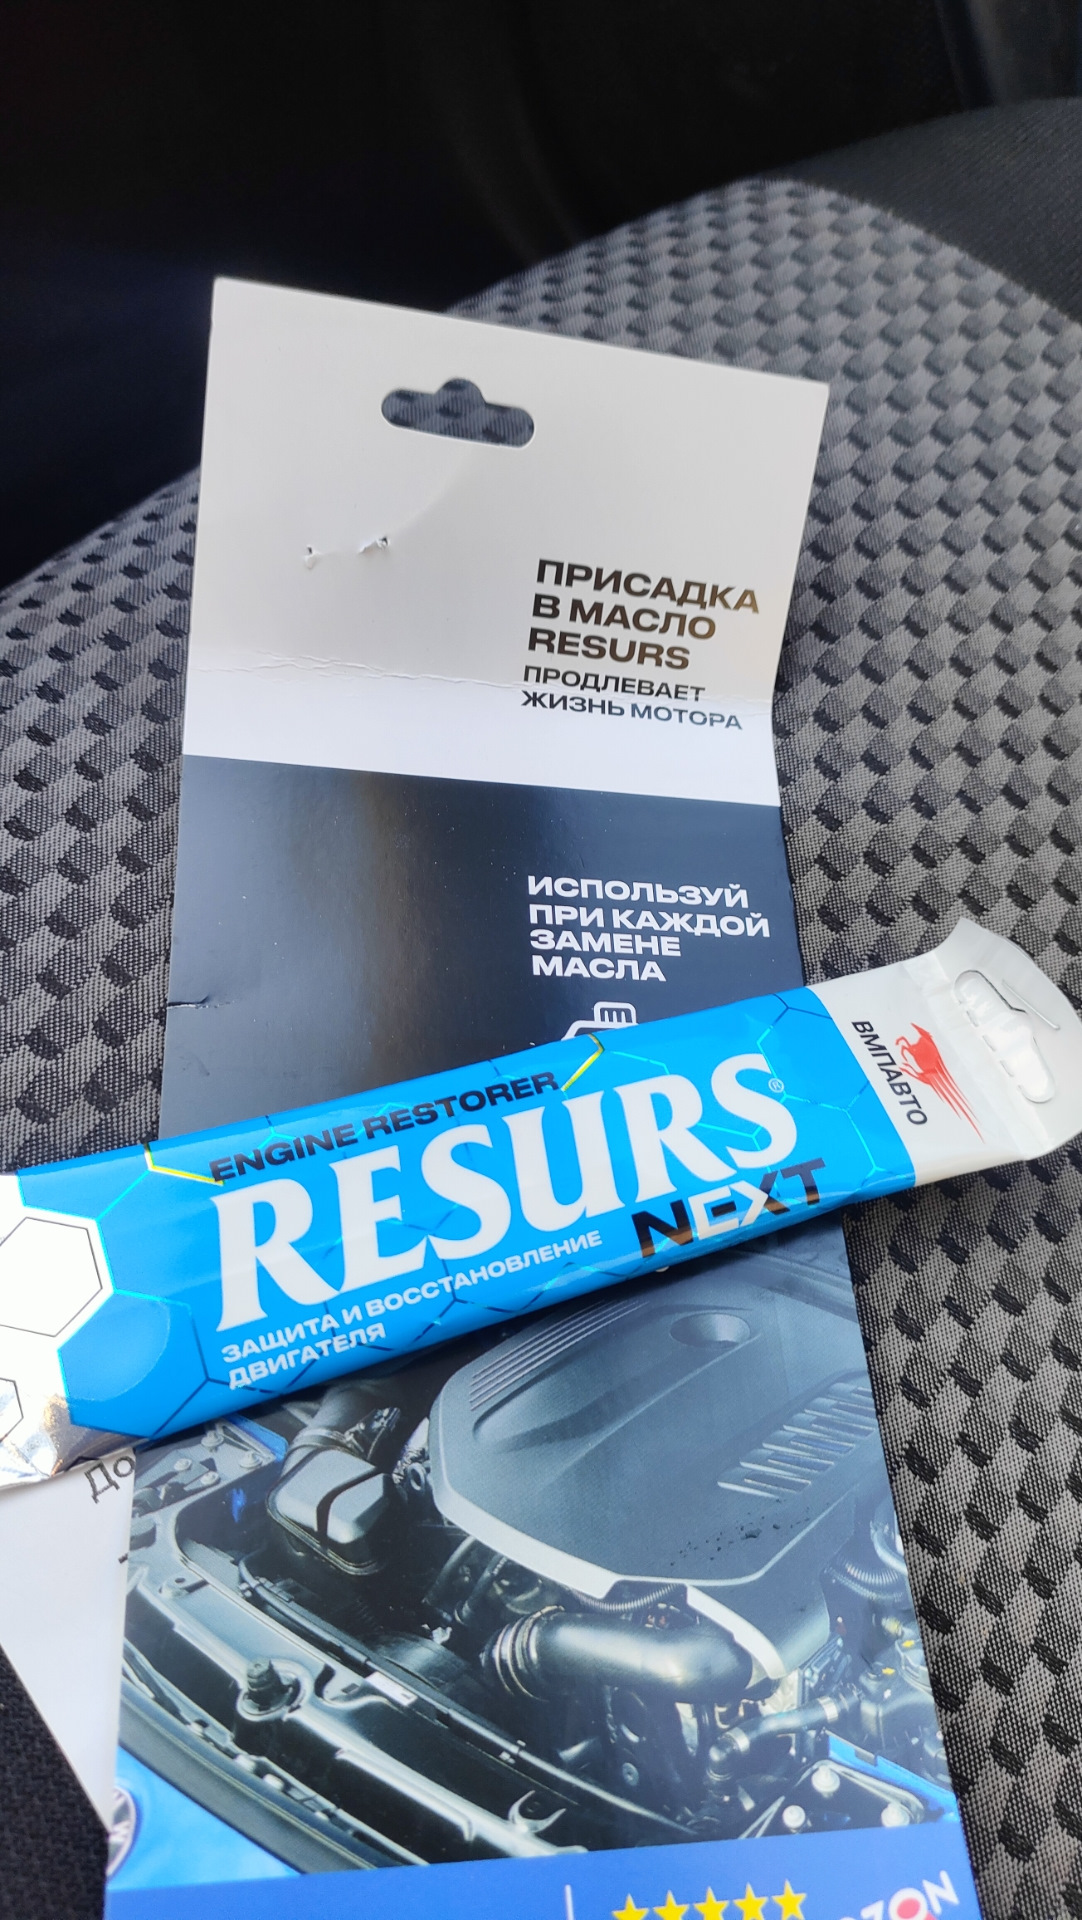 ПРИСАДКА
В МАСЛО
RESURS
ПРОДЛЕВАЕТ
ЖИЗНЬ МОТОРА
ИСПОЛЬЗУЙ
ПРИ КАЖДОЙ
ЗАМЕНЕ
МАСЛА
ВМПАВТО
ENGINE RESTORER
RESURS®
NEXT
ЗАЩИТА И ВОССТАНОВЛЕНИЕ
ДВИГАТЕЛЯ
OZON